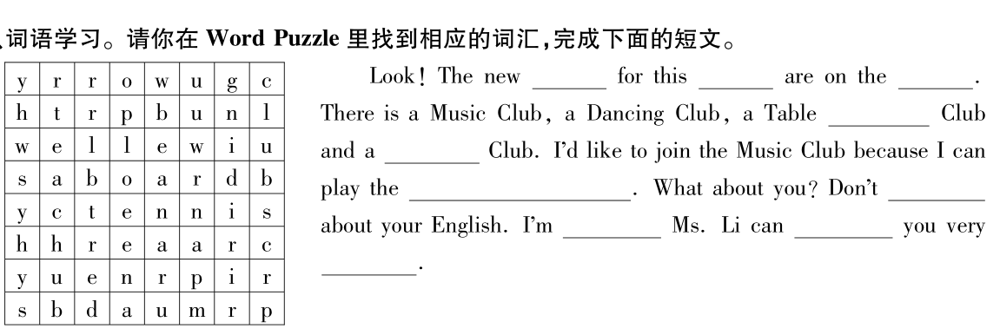 、词语学习。请你在 Word Puzzle 里找到相应的词汇,完成下面的短文。
y r r o w u g c
h t r p b u n l
w e l l e w i u
s a b o a r d b
y c t e n n i s
h h r e a a r c
y u e n r p i r
s b d a u m r p
Look! The new ______ for this ______ are on the ______.
There is a Music Club, a Dancing Club, a Table ________ Club
and a ________ Club. I'd like to join the Music Club because I can
play the __________________. What about you? Don't ________
about your English. I'm ________ Ms. Li can ________ you very
________.